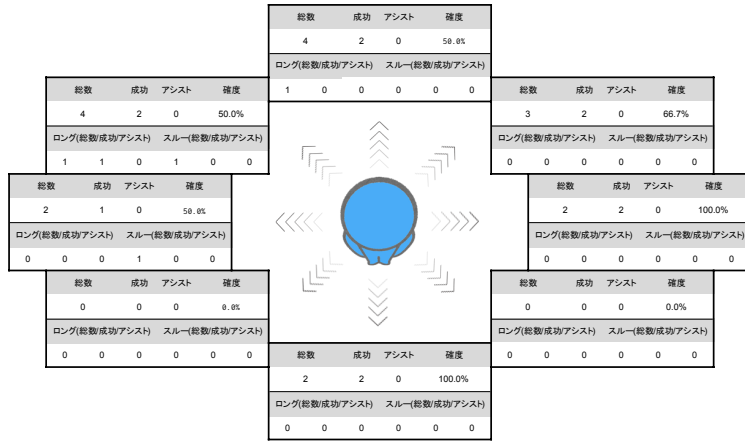 総数 成功 アシスト 確度
4 2 0 50.0%
ロング(総数/成功/アシスト) スルー(総数/成功/アシスト)
1 0 0 0 0 0
総数 成功 アシスト 確度
4 2 0 50.0%
ロング(総数/成功/アシスト) スルー(総数/成功/アシスト)
1 1 0 1 0 0
総数 成功 アシスト 確度
3 2 0 66.7%
ロング(総数/成功/アシスト) スルー(総数/成功/アシスト)
0 0 0 0 0 0
総数 成功 アシスト 確度
2 1 0 50.0%
ロング(総数/成功/アシスト) スルー(総数/成功/アシスト)
0 0 0 1 0 0
総数 成功 アシスト 確度
2 2 0 100.0%
ロング(総数/成功/アシスト) スルー(総数/成功/アシスト)
0 0 0 0 0 0
総数 成功 アシスト 確度
0 0 0 0.0%
ロング(総数/成功/アシスト) スルー(総数/成功/アシスト)
0 0 0 0 0 0
総数 成功 アシスト 確度
0 0 0 0.0%
ロング(総数/成功/アシスト) スルー(総数/成功/アシスト)
0 0 0 0 0 0
総数 成功 アシスト 確度
2 2 0 100.0%
ロング(総数/成功/アシスト) スルー(総数/成功/アシスト)
0 0 0 0 0 0